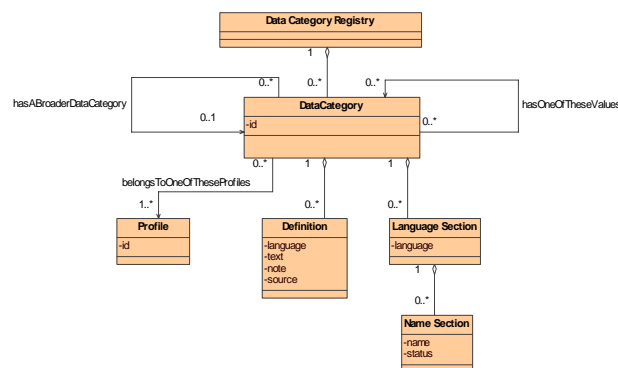 Data Category Registry
1
0..*
0..*
0..*
hasABroaderDataCategory
DataCategory
hasOneOfTheseValues
0..1
-id
0..*
0..*
1
1
belongsToOneOfTheseProfiles
1..*
0..*
0..*
Profile
Definition
Language Section
-id
-language
-language
-text
-note
-source
1
0..*
Name Section
-name
-status